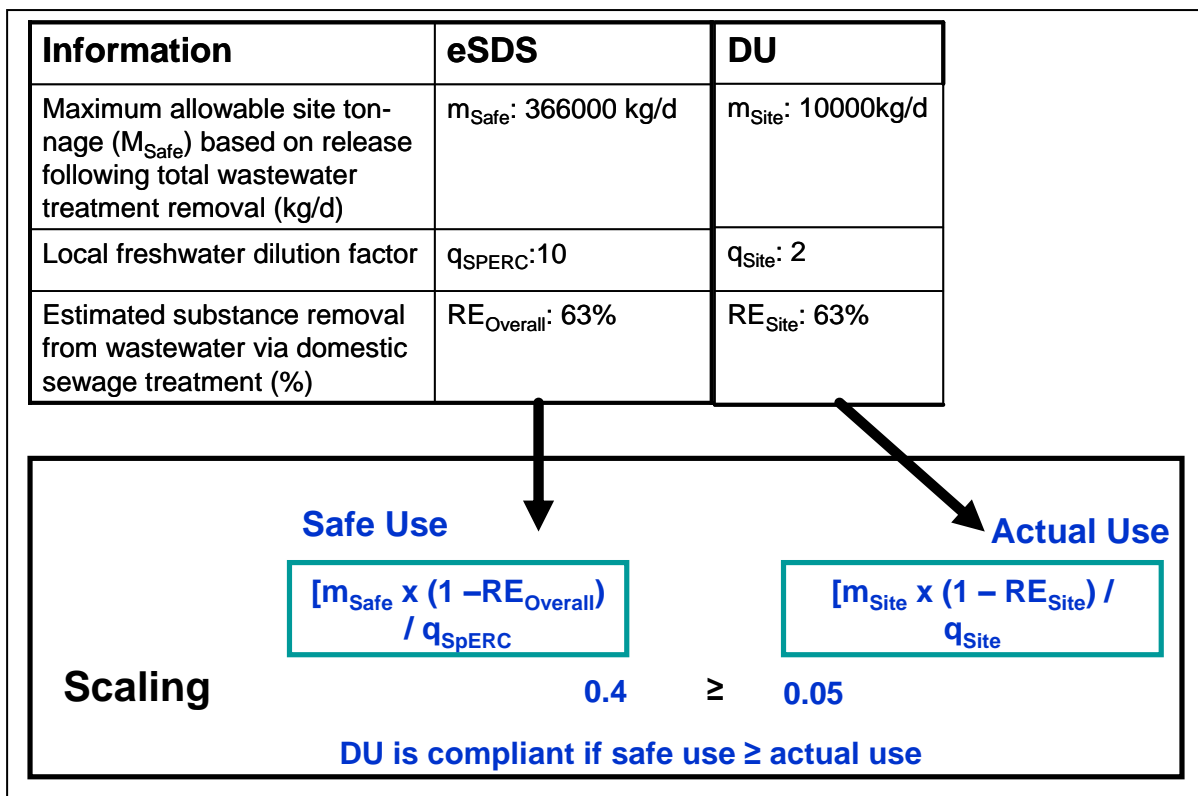 Information eSDS DU
Maximum allowable site ton-
nage (MSafe) based on release
following total wastewater
treatment removal (kg/d)
mSafe: 366000 kg/d
mSite: 10000kg/d
Local freshwater dilution factor
qSPERC:10
qSite: 2
Estimated substance removal
from wastewater via domestic
sewage treatment (%)
REOverall: 63%
RESite: 63%
Safe Use
Actual Use
[mSafe x (1 –REOverall)
/ qSpERC
[mSite x (1 – RESite) /
qSite
Scaling 0.4 ≥ 0.05
DU is compliant if safe use ≥ actual use